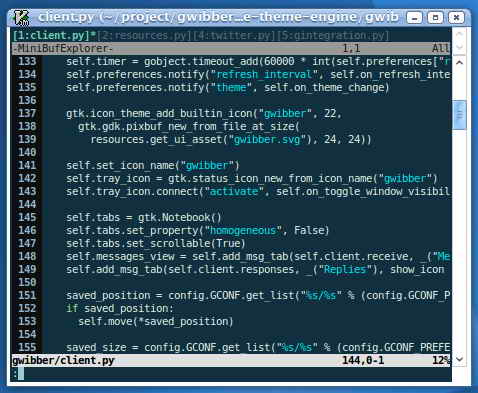 client.py (~/project/gwibber...e-theme-engine/gwib
[1:client.py]*[2:resources.py][4:twitter.py][5:gintegration.py]
-MiniBufExplorer- 1,1 All
133 self.timer = gobject.timeout_add(60000 * int(self.preferences["r
134 self.preferences.notify("refresh_interval", self.on_refresh_inte
135 self.preferences.notify("theme", self.on_theme_change)
136
137 gtk.icon_theme_add_builtin_icon("gwibber", 22,
138 gtk.gdk.pixbuf_new_from_file_at_size(
139 resources.get_ui_asset("gwibber.svg"), 24, 24))
140
141 self.set_icon_name("gwibber")
142 self.tray_icon = gtk.status_icon_new_from_icon_name("gwibber")
143 self.tray_icon.connect("activate", self.on_toggle_window_visibil
144
145 self.tabs = gtk.Notebook()
146 self.tabs.set_property("homogeneous", False)
147 self.tabs.set_scrollable(True)
148 self.messages_view = self.add_msg_tab(self.client.receive, _("Me
149 self.add_msg_tab(self.client.responses, _("Replies"), show_icon
150
151 saved_position = config.GCONF.get_list("%s/%s" % (config.GCONF_P
152 if saved_position:
153 self.move(*saved_position)
154
155 saved_size = config.GCONF.get_list("%s/%s" % (config.GCONF_PREFE
gwibber/client.py 144,0-1 12%
: